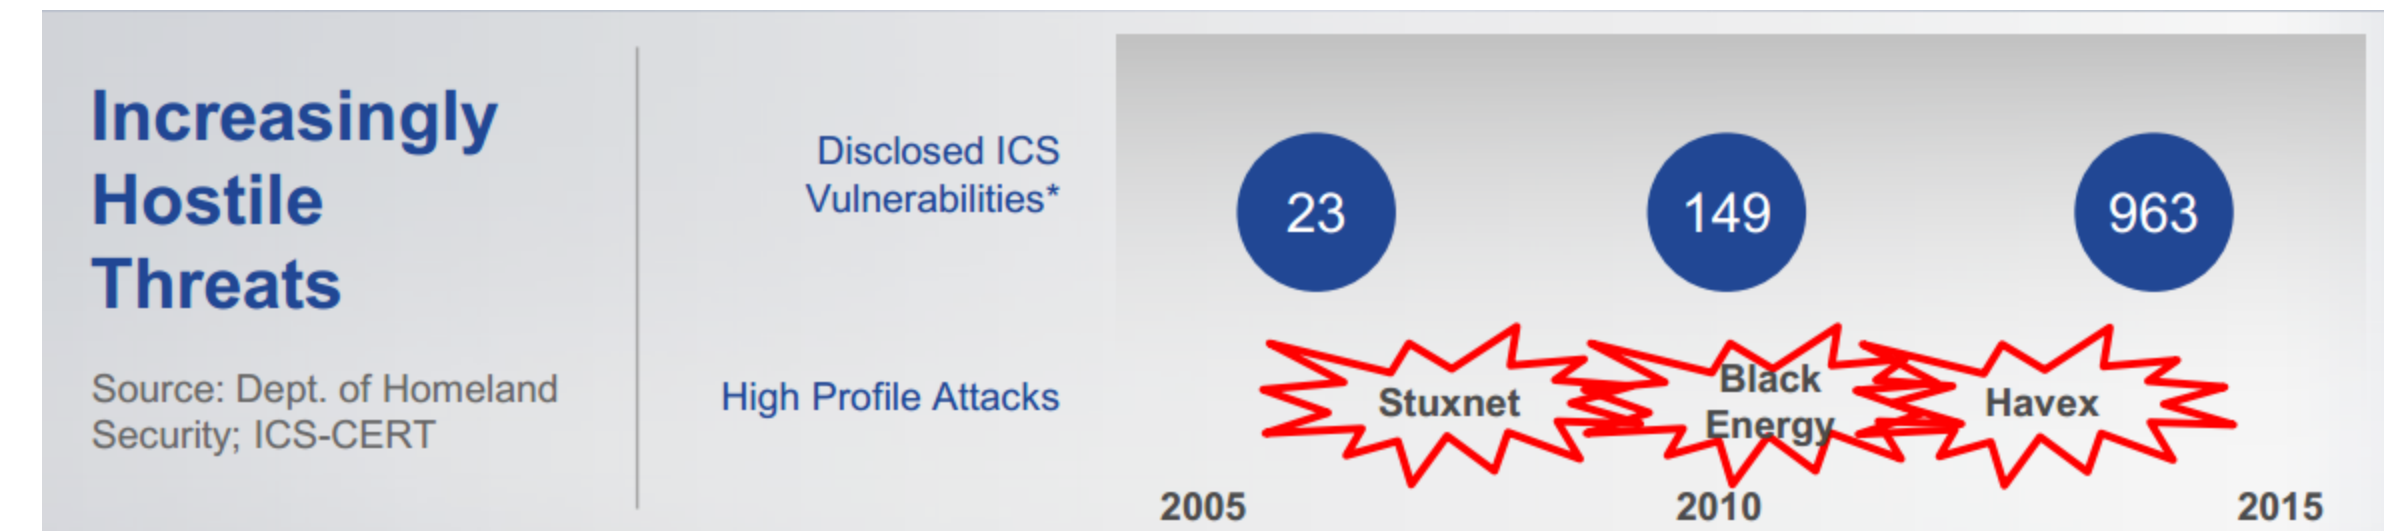 Increasingly
Hostile
Threats
Source: Dept. of Homeland
Security; ICS-CERT
Disclosed ICS
Vulnerabilities*
23
149
963
High Profile Attacks
Stuxnet
Black
Energy
Havex
2005
2010
2015